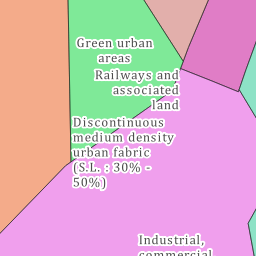 Green urban
areas
Railways and
associated
land
Discontinuous
medium density
urban fabric
(S.L. : 30% -
50%)
Industrial,
commercial